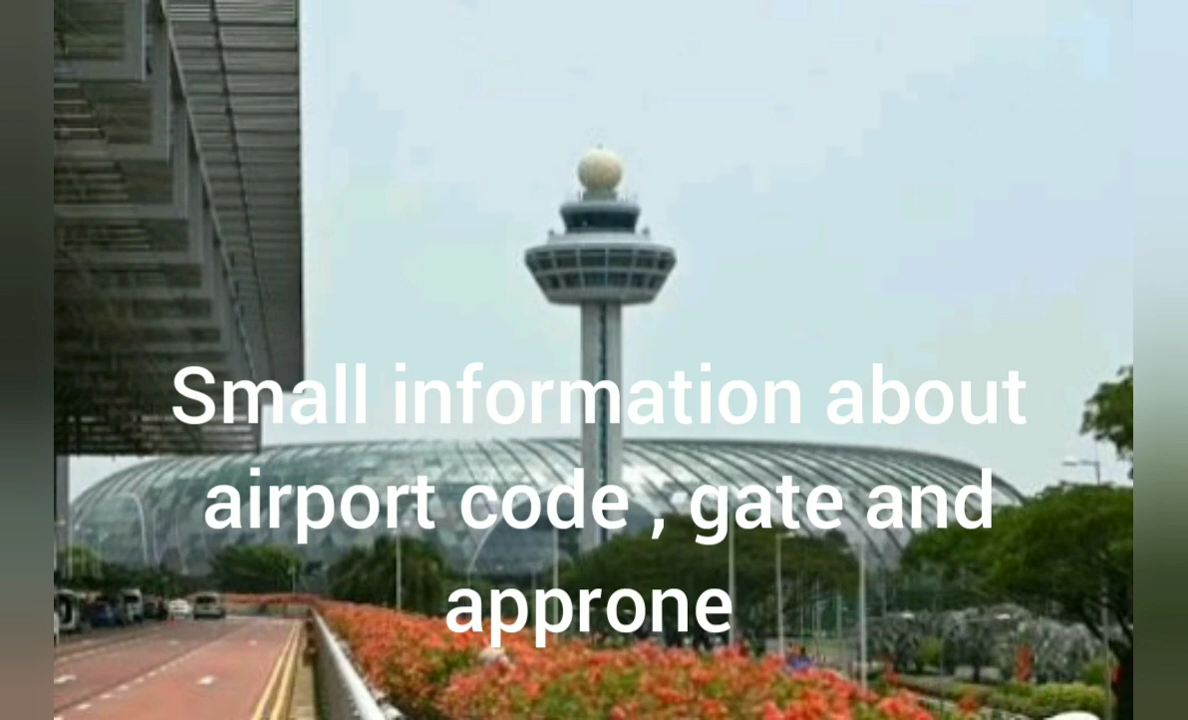 Small information about
airport code , gate and
approne